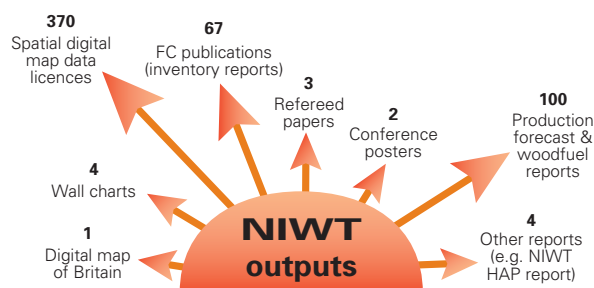 370
Spatial digital
map data
licences
67
FC publications
(inventory reports)
3
Refereed
papers
2
Conference
posters
100
Production
forecast &
woodfuel
reports
4
Wall charts
1
Digital map
of Britain
4
Other reports
(e.g. NIWT
HAP report)
NIWT
outputs